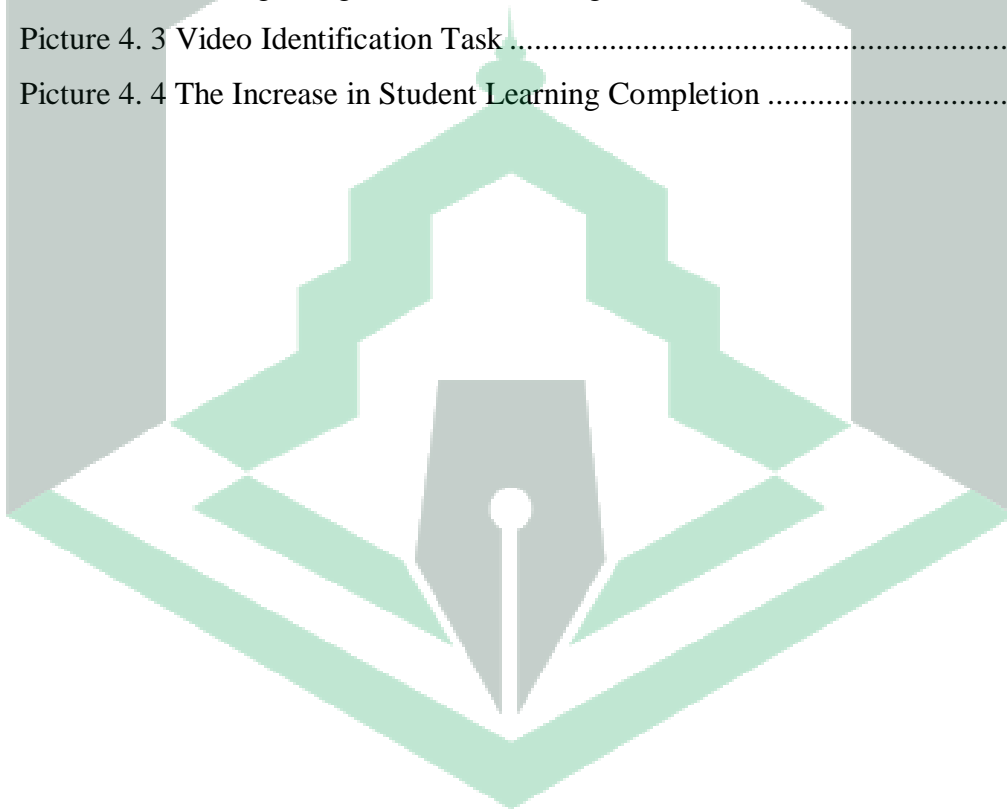 Picture 4. 3 Video Identification Task ........................................................
Picture 4. 4 The Increase in Student Learning Completion ............................